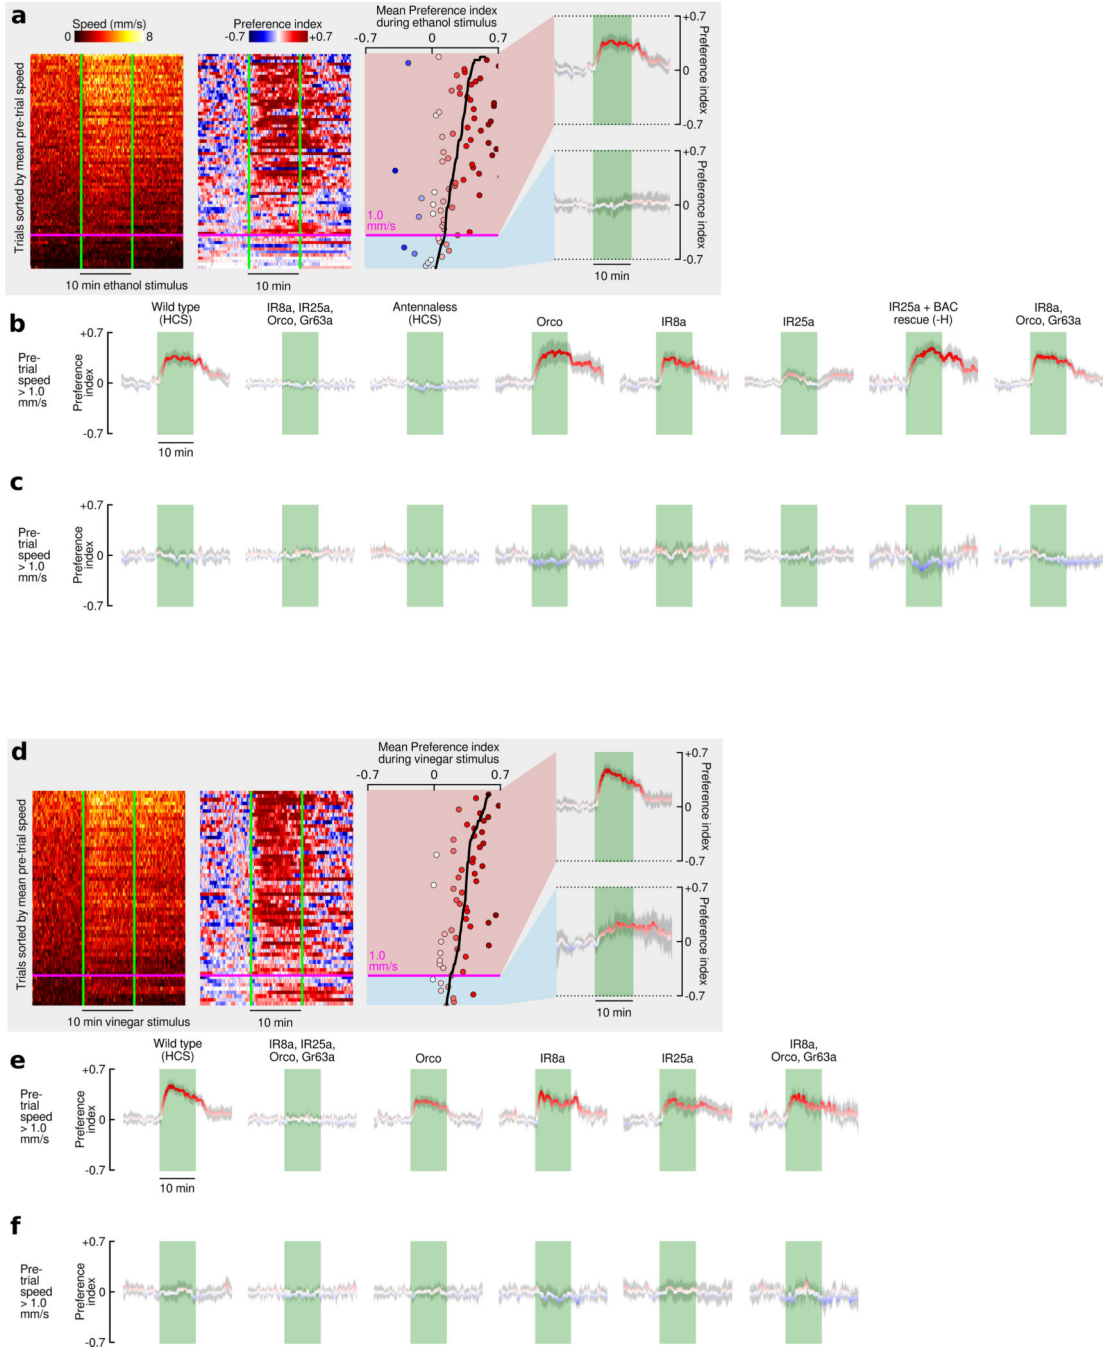 a
Speed (mm/s)
0 8
Preference index
-0.7 +0.7
Mean Preference index
during ethanol stimulus
-0.7 0 0.7
Trials sorted by mean pre-trial speed
10 min ethanol stimulus
10 min
1.0
mm/s
+0.7
0
-0.7
Preference index
+0.7
0
-0.7
Preference index
10 min
b
Wild type
(HCS)
IR8a, IR25a,
Orco, Gr63a
Antennaless
(HCS)
Orco
IR8a
IR25a
IR25a + BAC
rescue (-H)
IR8a,
Orco, Gr63a
Pre-
trial
speed
> 1.0
mm/s
Preference
index
+0.7
0
-0.7
10 min
c
Pre-
trial
speed
> 1.0
mm/s
Preference
index
+0.7
0
-0.7
d
Mean Preference index
during vinegar stimulus
-0.7 0 0.7
Trials sorted by mean pre-trial speed
10 min vinegar stimulus
10 min
1.0
mm/s
+0.7
0
-0.7
Preference index
+0.7
0
-0.7
Preference index
10 min
e
Wild type
(HCS)
IR8a, IR25a,
Orco, Gr63a
Orco
IR8a
IR25a
IR8a,
Orco, Gr63a
Pre-
trial
speed
> 1.0
mm/s
Preference
index
+0.7
0
-0.7
10 min
f
Pre-
trial
speed
> 1.0
mm/s
Preference
index
+0.7
0
-0.7